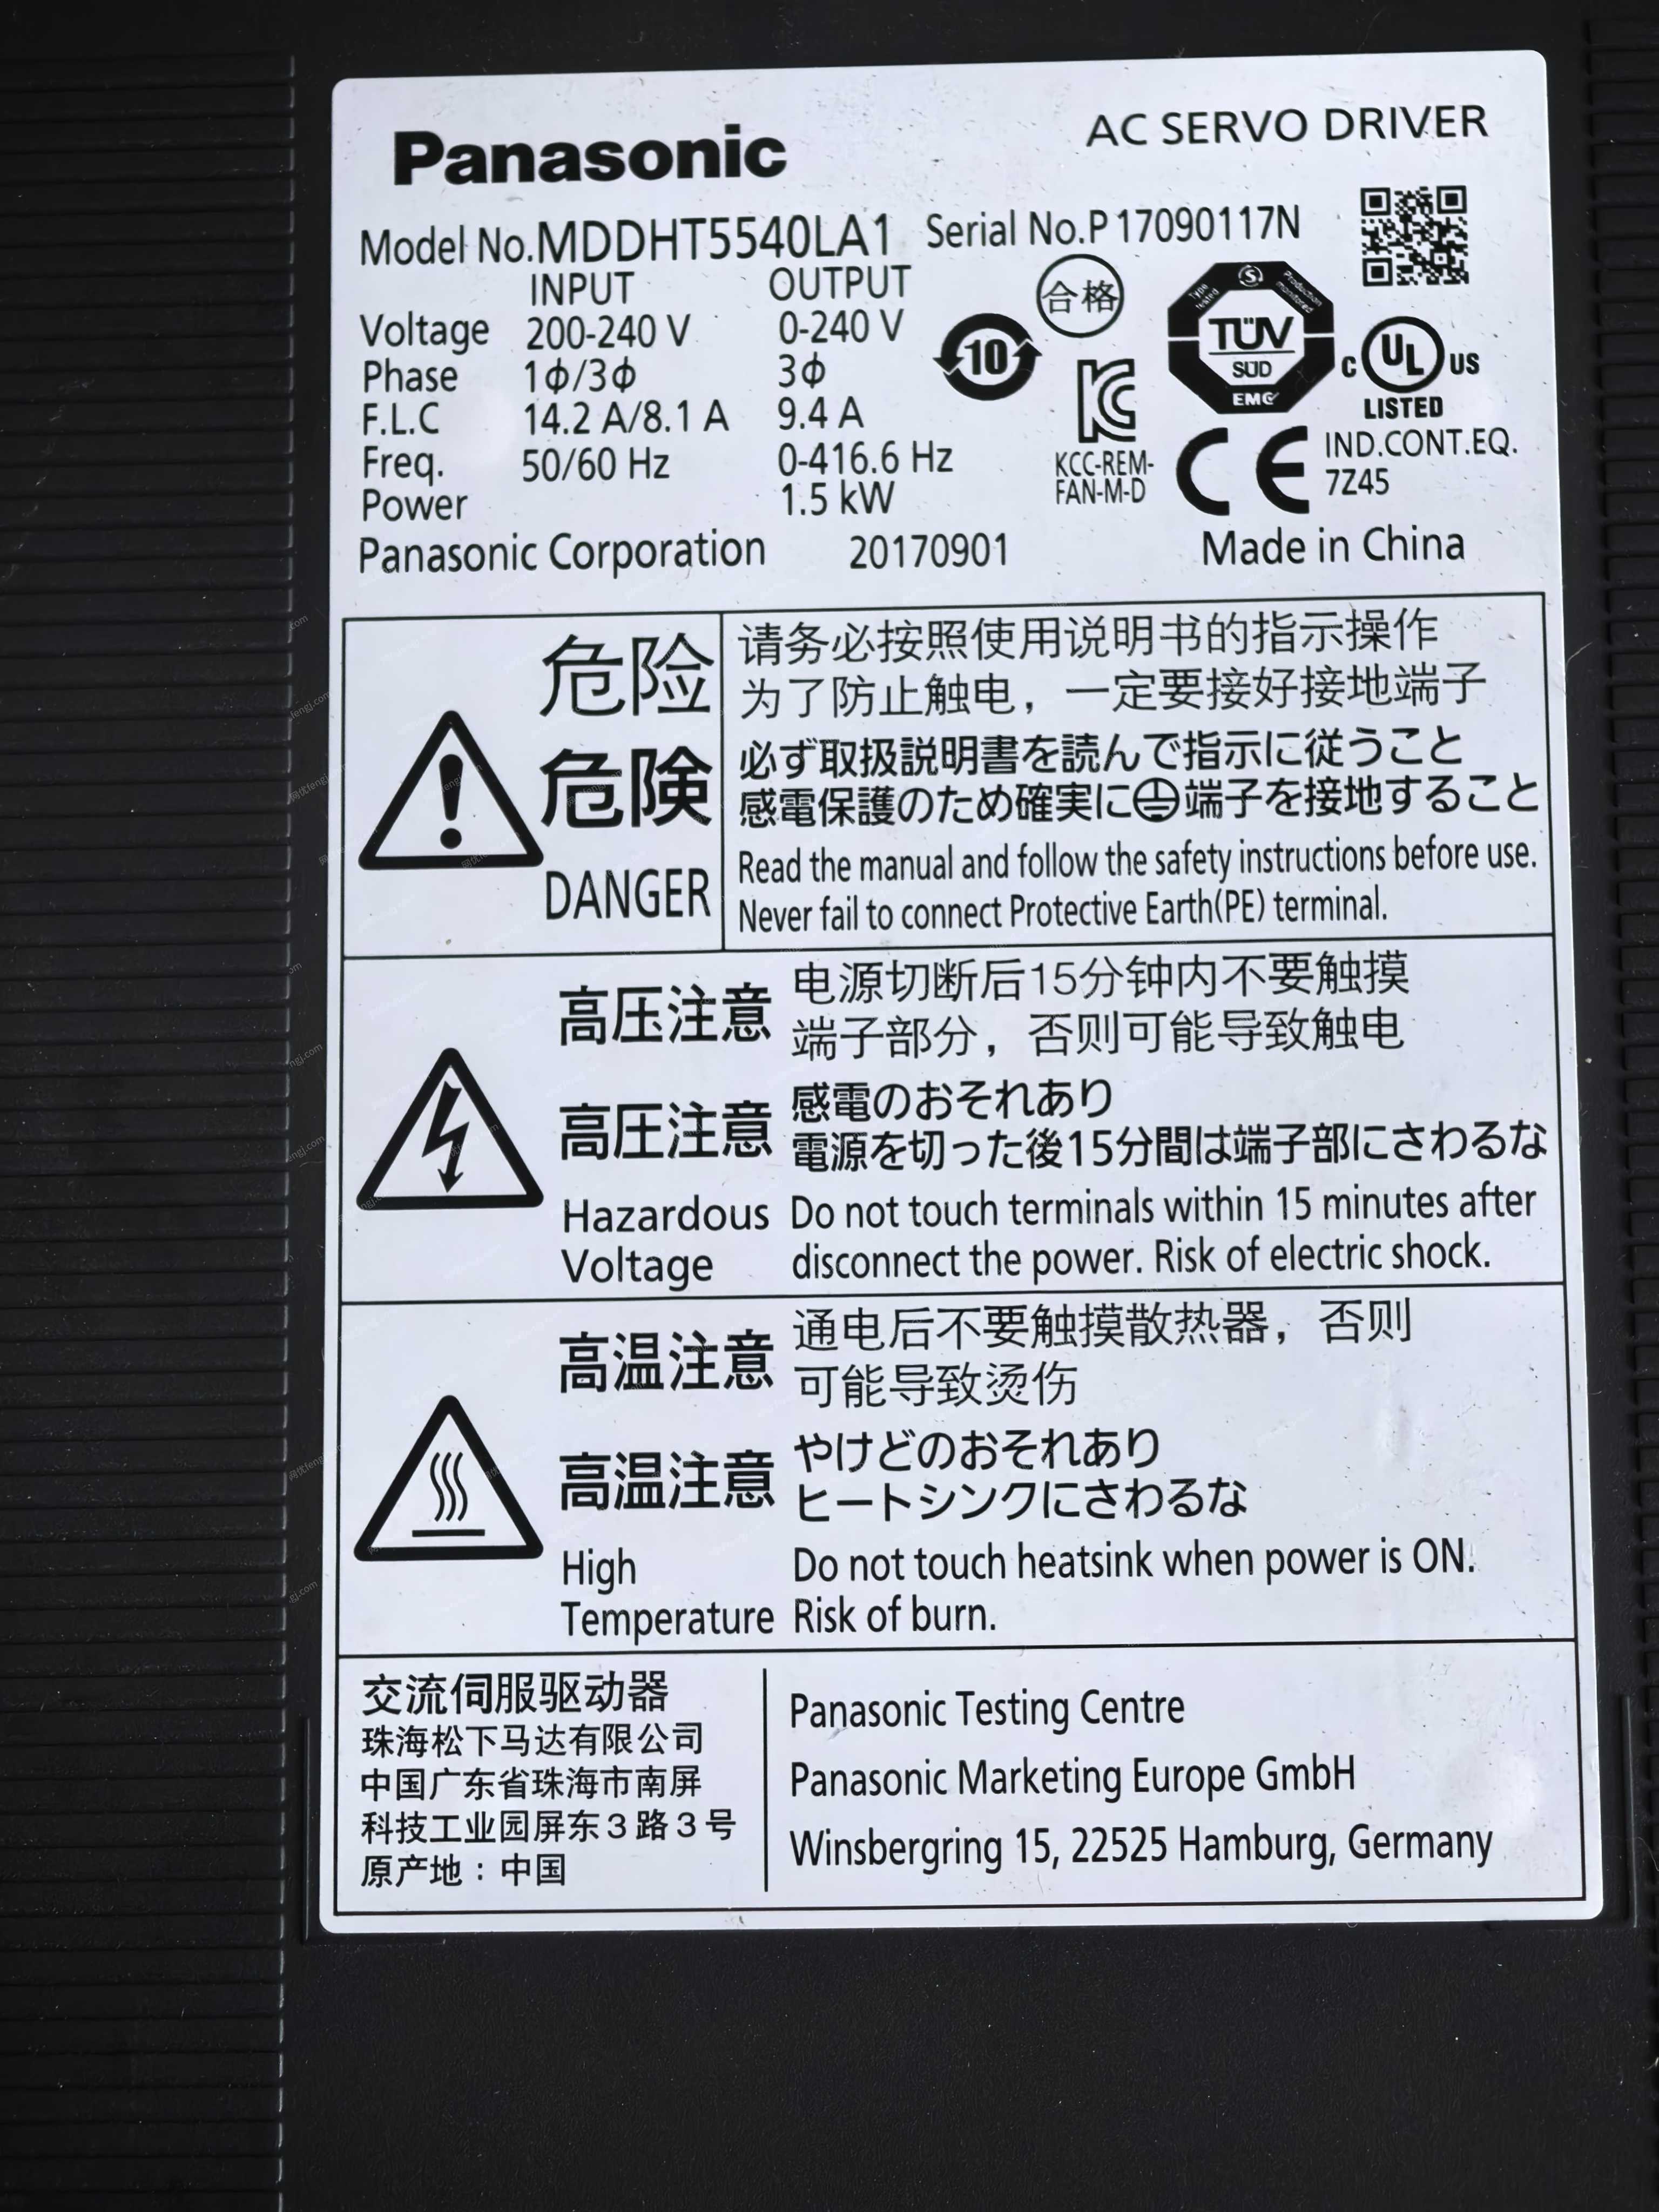 Panasonic
AC SERVO DRIVER
Model No.MDDHT5540LA1 Serial No.P17090117N
INPUT OUTPUT
Voltage 200-240 V 0-240 V
Phase 1ϕ/3ϕ 3ϕ
F.L.C 14.2 A/8.1 A 9.4 A
Freq. 50/60 Hz 0-416.6 Hz
Power 1.5 kW
合格
10
Type tested
Production monitored
TÜV
SÜD
EMC
C UL US
LISTED
KCC-REM-
FAN-M-D
CE
IND.CONT.EQ.
7Z45
Panasonic Corporation 20170901 Made in China
危险
请务必按照使用说明书的指示操作
为了防止触电，一定要接好接地端子
危険
必ず取扱説明書を読んで指示に従うこと
感電保護のため確実に⏚端子を接地すること
DANGER
Read the manual and follow the safety instructions before use.
Never fail to connect Protective Earth(PE) terminal.
高压注意
电源切断后15分钟内不要触摸
端子部分，否则可能导致触电
高圧注意
感電のおそれあり
電源を切った後15分間は端子部にさわるな
Hazardous
Voltage
Do not touch terminals within 15 minutes after
disconnect the power. Risk of electric shock.
高温注意
通电后不要触摸散热器，否则
可能导致烫伤
高温注意
やけどのおそれあり
ヒートシンクにさわるな
High
Temperature
Do not touch heatsink when power is ON.
Risk of burn.
交流伺服驱动器
珠海松下马达有限公司
中国广东省珠海市南屏
科技工业园屏东3路3号
原产地：中国
Panasonic Testing Centre
Panasonic Marketing Europe GmbH
Winsbergring 15, 22525 Hamburg, Germany